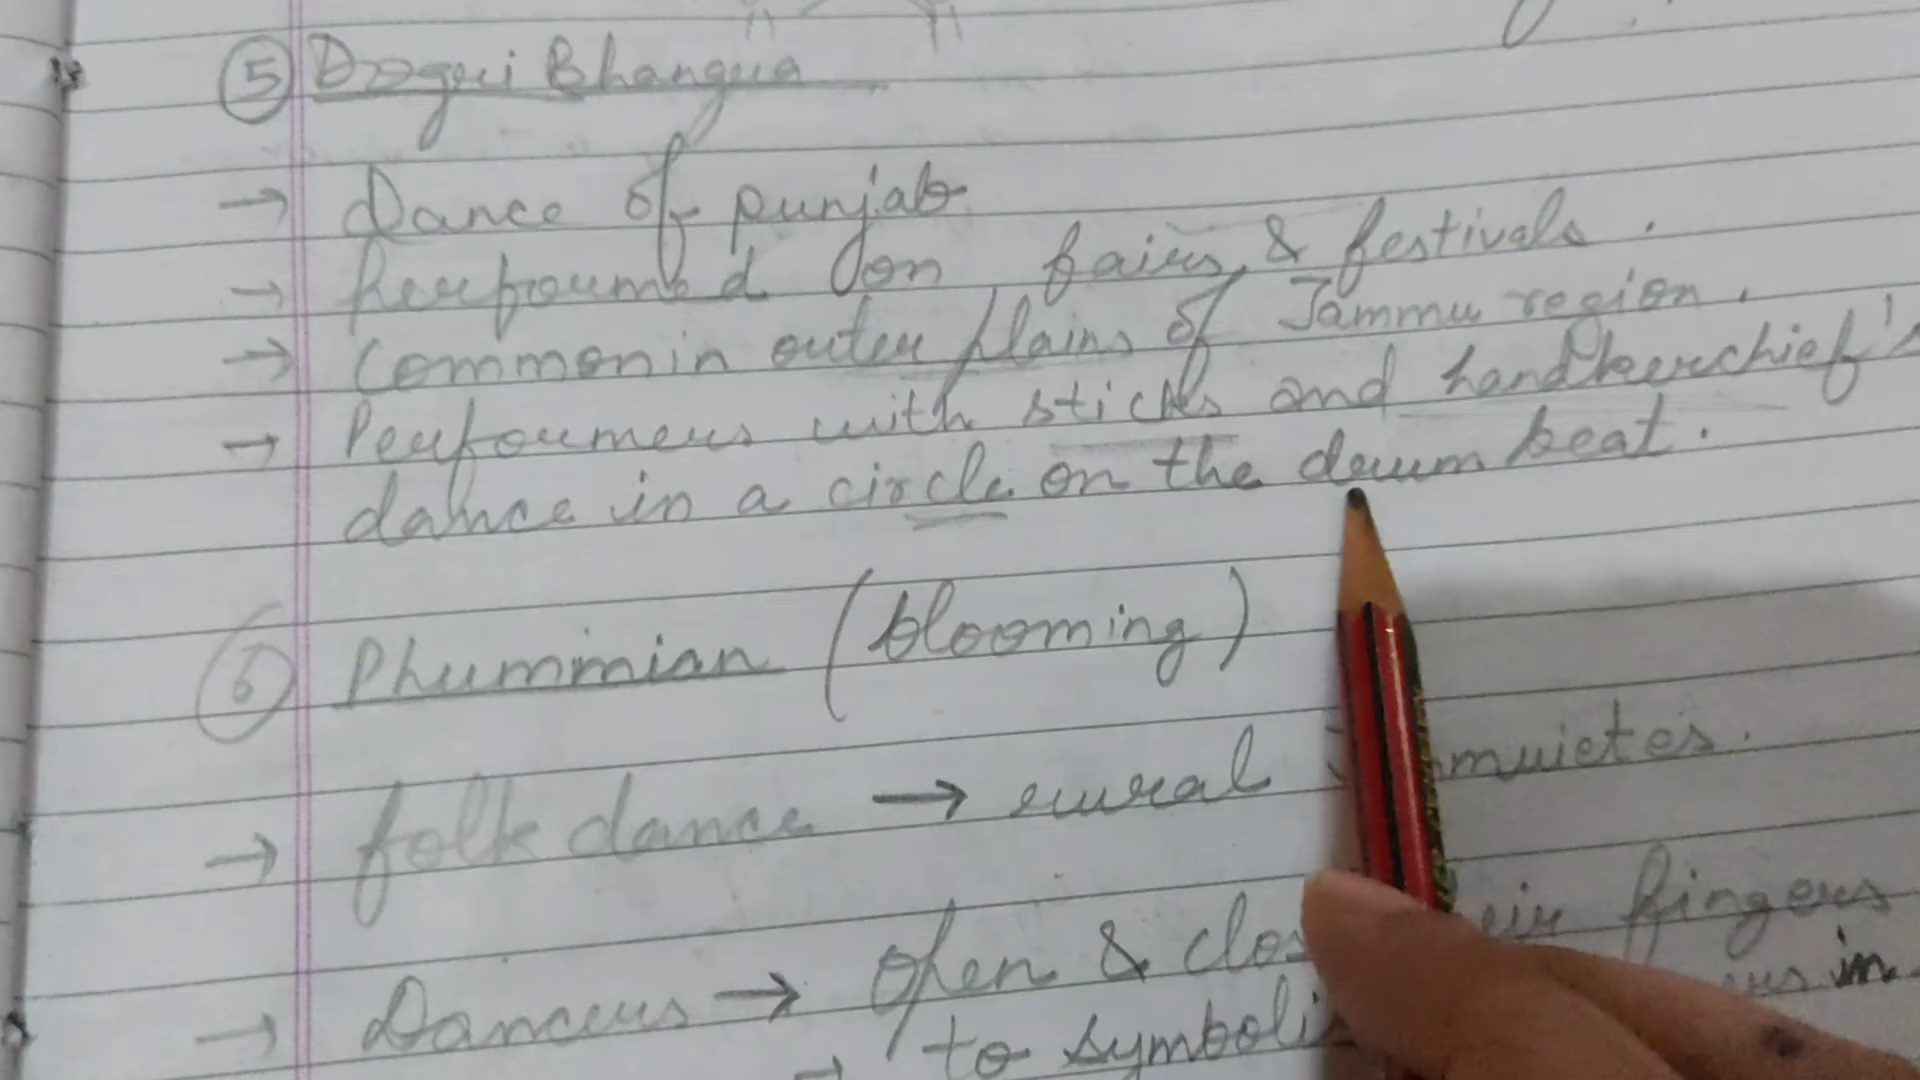 ⑤ Dogri Bhangra
→ Dance of punjab
→ Performed on fairs & festivals.
→ Common in outer plains of Jammu region.
→ Performers with sticks and handkerchief's
dance in a circle on the drum beat.
⑥ Phummian (blooming)
→ folk dance → rural
→ Dancers → open & fingers
→ to in